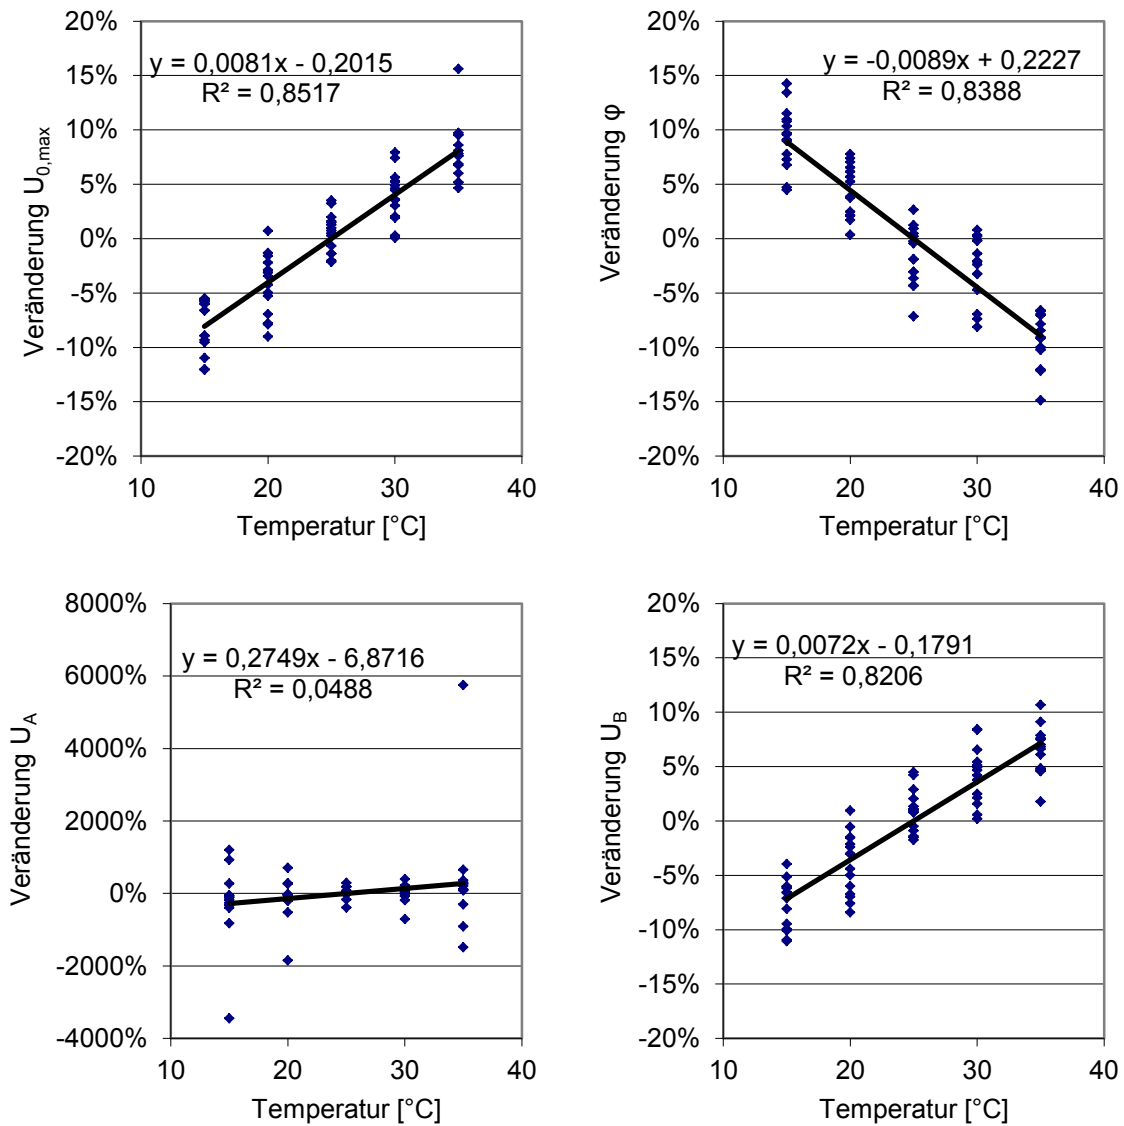 20%
15%
10%
5%
0%
-5%
-10%
-15%
-20%
y = 0,0081x - 0,2015
R² = 0,8517
Veränderung U0,max
10 20 30 40
Temperatur [°C]
20%
15%
10%
5%
0%
-5%
-10%
-15%
-20%
y = -0,0089x + 0,2227
R² = 0,8388
Veränderung φ
10 20 30 40
Temperatur [°C]
8000%
6000%
4000%
2000%
0%
-2000%
-4000%
y = 0,2749x - 6,8716
R² = 0,0488
Veränderung UA
10 20 30 40
Temperatur [°C]
20%
15%
10%
5%
0%
-5%
-10%
-15%
-20%
y = 0,0072x - 0,1791
R² = 0,8206
Veränderung UB
10 20 30 40
Temperatur [°C]